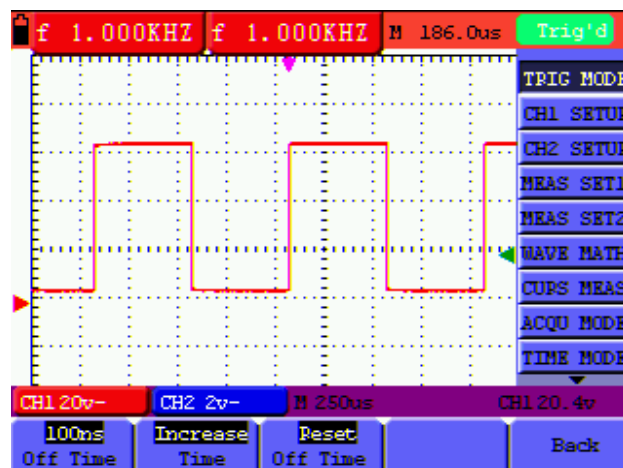 f 1.000KHZ f 1.000KHZ M 186.0us Trig'd
TRIG MODE
CH1 SETUP
CH2 SETUP
MEAS SET1
MEAS SET2
WAVE MATH
CURS MEAS
ACQU MODE
TIME MODE
CH1 20v- CH2 2v- M 250us CH1 20.4v
100ns Increase Reset
Off Time Time Off Time Back